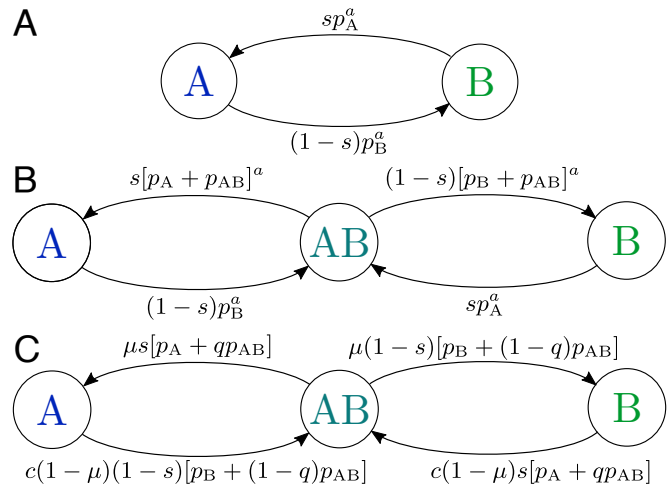 A
sp_A^a
A B
(1 − s)p_B^a
B
s[p_A + p_AB]^a (1 − s)[p_B + p_AB]^a
A AB B
(1 − s)p_B^a sp_A^a
C
μs[p_A + qp_AB] μ(1 − s)[p_B + (1 − q)p_AB]
A AB B
c(1 − μ)(1 − s)[p_B + (1 − q)p_AB] c(1 − μ)s[p_A + qp_AB]